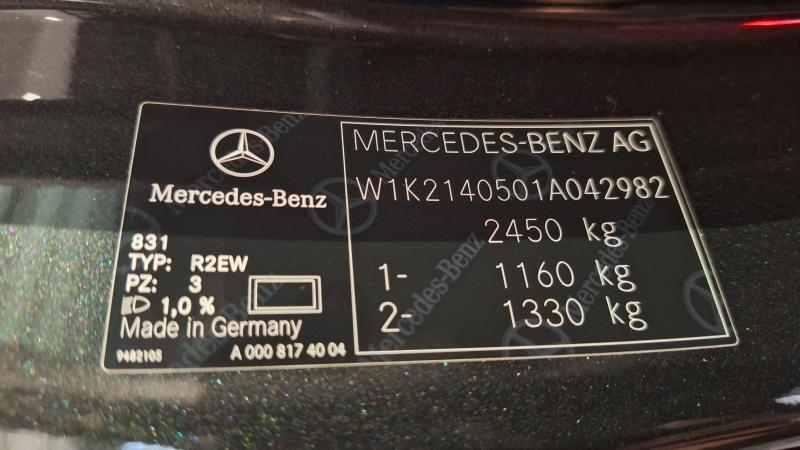 Mercedes-Benz
831
TYP: R2EW
PZ: 3
1,0 %
Made in Germany
9482103
A 000 817 40 04
MERCEDES-BENZ AG
W1K2140501A042982
2450 kg
1- 1160 kg
2- 1330 kg